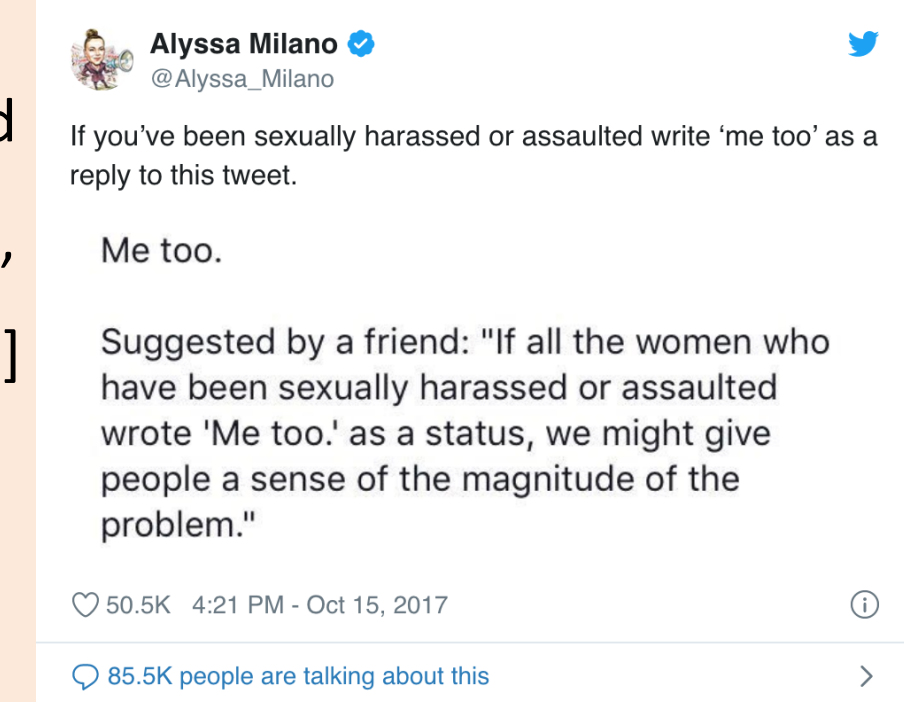 d
,
]
Alyssa Milano
@Alyssa_Milano
If you’ve been sexually harassed or assaulted write ‘me too’ as a
reply to this tweet.
Me too.
Suggested by a friend: "If all the women who
have been sexually harassed or assaulted
wrote 'Me too.' as a status, we might give
people a sense of the magnitude of the
problem."
50.5K 4:21 PM - Oct 15, 2017
85.5K people are talking about this